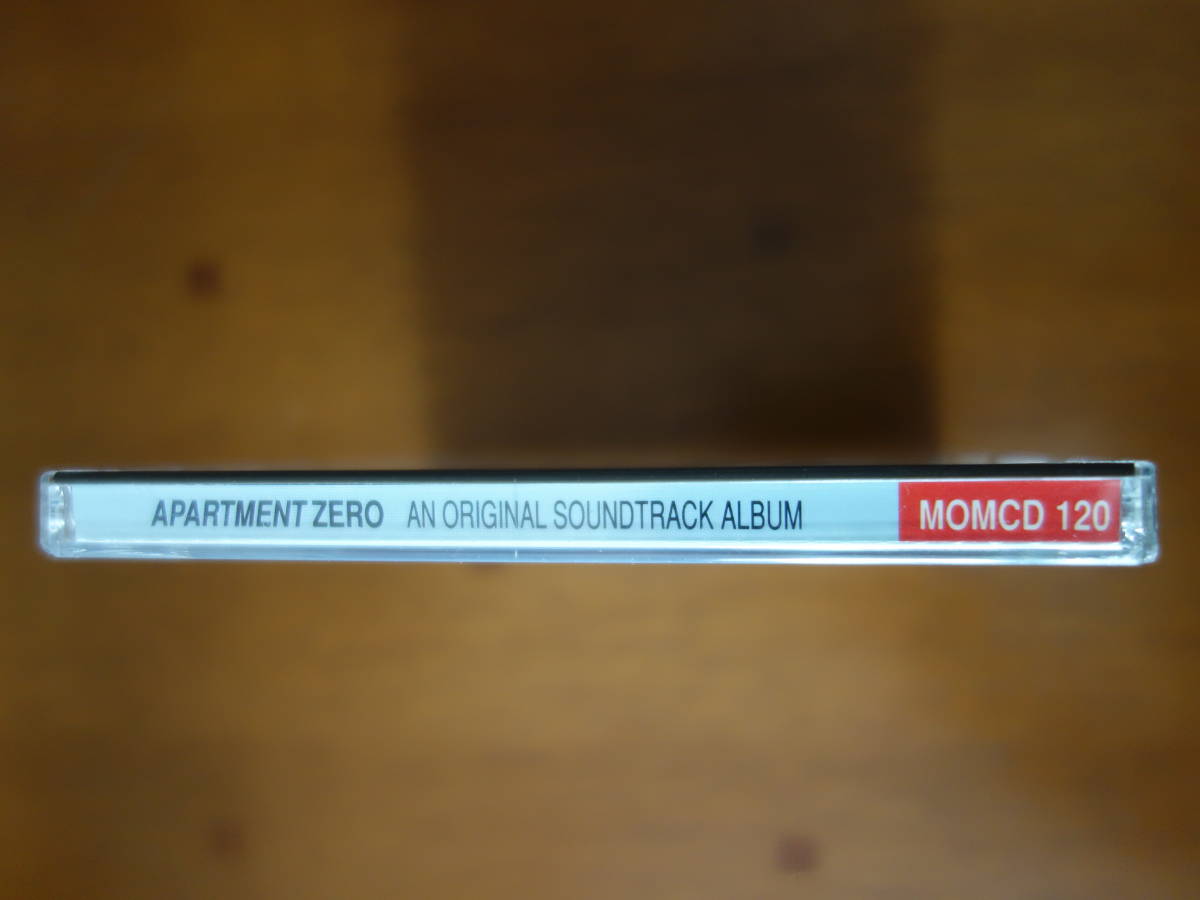 APARTMENT ZERO AN ORIGINAL SOUNDTRACK ALBUM MOMCD 120